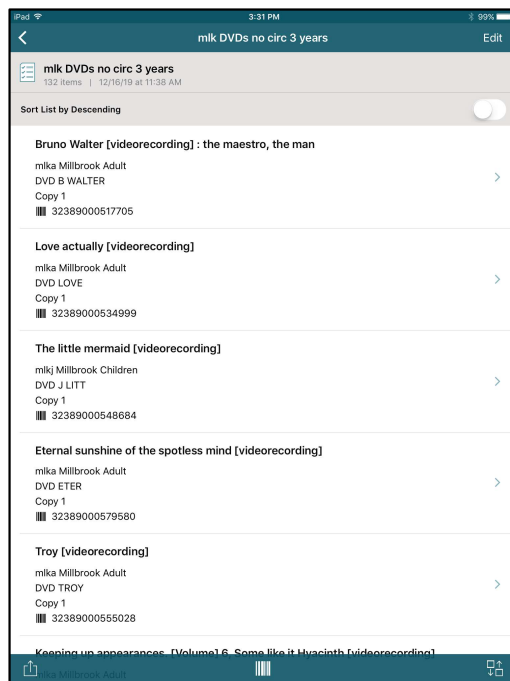 iPad 3:31 PM 99%
mlk DVDs no circ 3 years Edit
mlk DVDs no circ 3 years
132 items | 12/16/19 at 11:38 AM
Sort List by Descending
Bruno Walter [videorecording] : the maestro, the man
mlka Millbrook Adult
DVD B WALTER
Copy 1
32389000517705
Love actually [videorecording]
mlka Millbrook Adult
DVD LOVE
Copy 1
32389000534999
The little mermaid [videorecording]
mlkj Millbrook Children
DVD J LITT
Copy 1
32389000548684
Eternal sunshine of the spotless mind [videorecording]
mlka Millbrook Adult
DVD ETER
Copy 1
32389000579580
Troy [videorecording]
mlka Millbrook Adult
DVD TROY
Copy 1
32389000555028
Keeping up appearances. [Volume] 6, Some like it Hyacinth [videorecording]
mlka Millbrook Adult